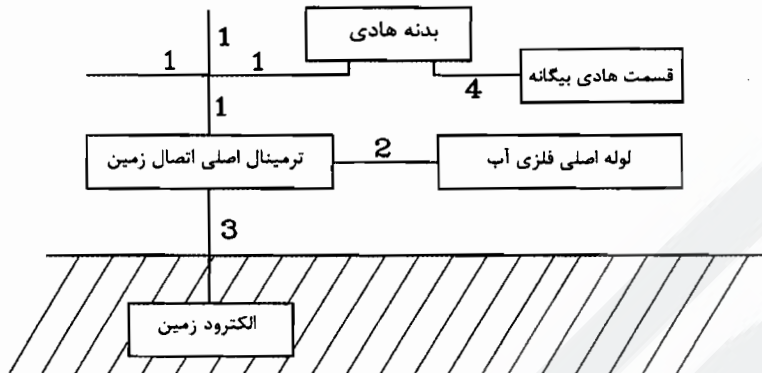 بدنه هادی
1
1
1
قسمت هادی بیگانه
4
1
ترمینال اصلی اتصال زمین
2
لوله اصلی فلزی آب
3
الکترود زمین